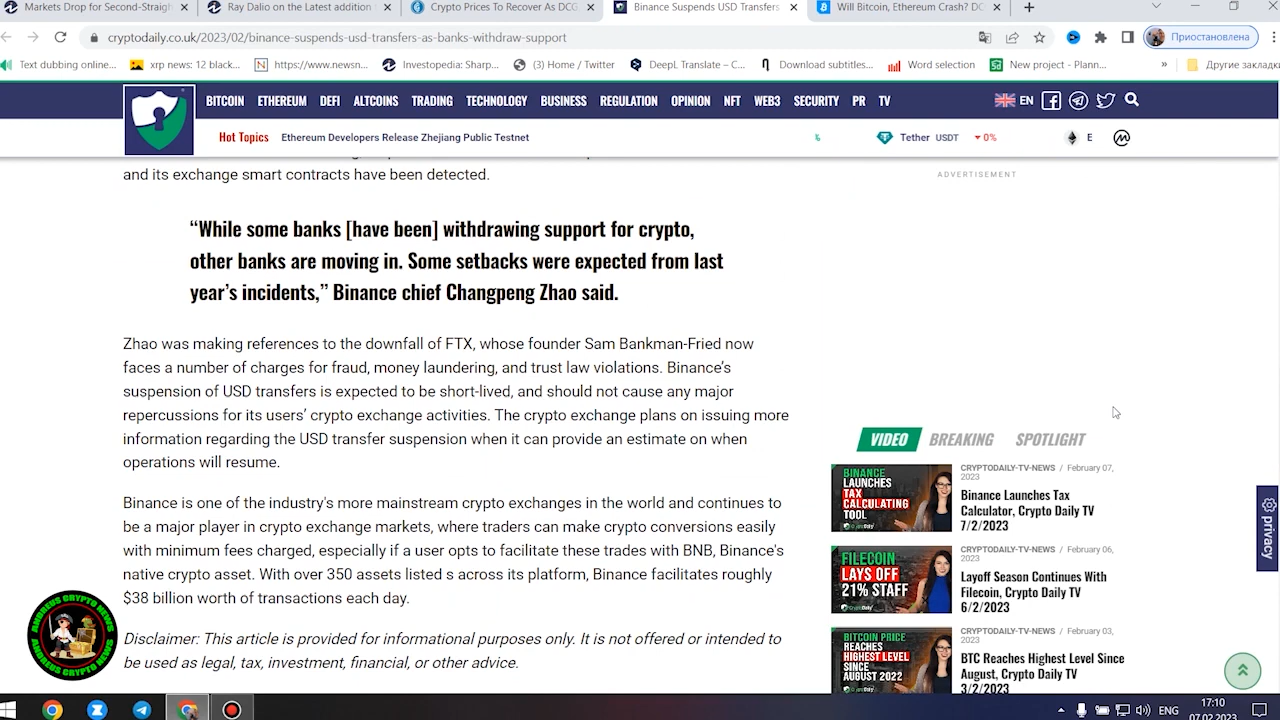 Markets Drop for Second-Straigh
Ray Dalio on the Latest addition
Crypto Prices To Recover As DCG
Binance Suspends USD Transfers
Will Bitcoin, Ethereum Crash? DC
cryptodaily.co.uk/2023/02/binance-suspends-usd-transfers-as-banks-withdraw-support
Приостановлена
Text dubbing online...
xrp news: 12 black...
https://www.newsn...
Investopedia: Sharp...
(3) Home / Twitter
DeepL Translate – C...
Download subtitles...
Word selection
New project - Plann...
»
Другие закладки
BITCOIN ETHEREUM DEFI ALTCOINS TRADING TECHNOLOGY BUSINESS REGULATION OPINION NFT WEB3 SECURITY PR TV
EN
Hot Topics
Ethereum Developers Release Zhejiang Public Testnet
Tether USDT 0%
E
and its exchange smart contracts have been detected.
ADVERTISEMENT
“While some banks [have been] withdrawing support for crypto,
other banks are moving in. Some setbacks were expected from last
year’s incidents,” Binance chief Changpeng Zhao said.
Zhao was making references to the downfall of FTX, whose founder Sam Bankman-Fried now
faces a number of charges for fraud, money laundering, and trust law violations. Binance’s
suspension of USD transfers is expected to be short-lived, and should not cause any major
repercussions for its users’ crypto exchange activities. The crypto exchange plans on issuing more
information regarding the USD transfer suspension when it can provide an estimate on when
operations will resume.
Binance is one of the industry's more mainstream crypto exchanges in the world and continues to
be a major player in crypto exchange markets, where traders can make crypto conversions easily
with minimum fees charged, especially if a user opts to facilitate these trades with BNB, Binance's
native crypto asset. With over 350 assets listed s across its platform, Binance facilitates roughly
$38 billion worth of transactions each day.
Disclaimer: This article is provided for informational purposes only. It is not offered or intended to
be used as legal, tax, investment, financial, or other advice.
VIDEO BREAKING SPOTLIGHT
BINANCE
LAUNCHES
TAX
CALCULATING
TOOL
CRYPTODAILY-TV-NEWS / February 07,
2023
Binance Launches Tax
Calculator, Crypto Daily TV
7/2/2023
FILECOIN
LAYS OFF
21% STAFF
CRYPTODAILY-TV-NEWS / February 06,
2023
Layoff Season Continues With
Filecoin, Crypto Daily TV
6/2/2023
BITCOIN PRICE
REACHES
HIGHEST LEVEL
SINCE
AUGUST 2022
CRYPTODAILY-TV-NEWS / February 03,
2023
BTC Reaches Highest Level Since
August, Crypto Daily TV
3/2/2023
privacy
ANDREUS CRYPTO NEWS
ANDREUS CRYPTO NEWS
ENG
17:10
07.02.2023